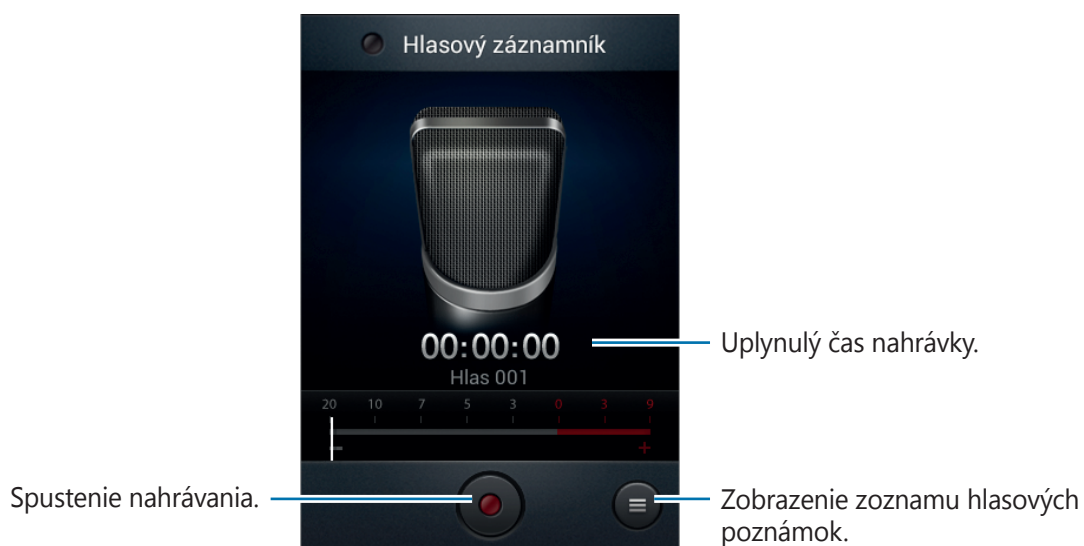 Hlasový záznamník
00:00:00
Uplynulý čas nahrávky.
Hlas 001
20 10 7 5 3 0 3 9
- +
Spustenie nahrávania.
Zobrazenie zoznamu hlasových
poznámok.